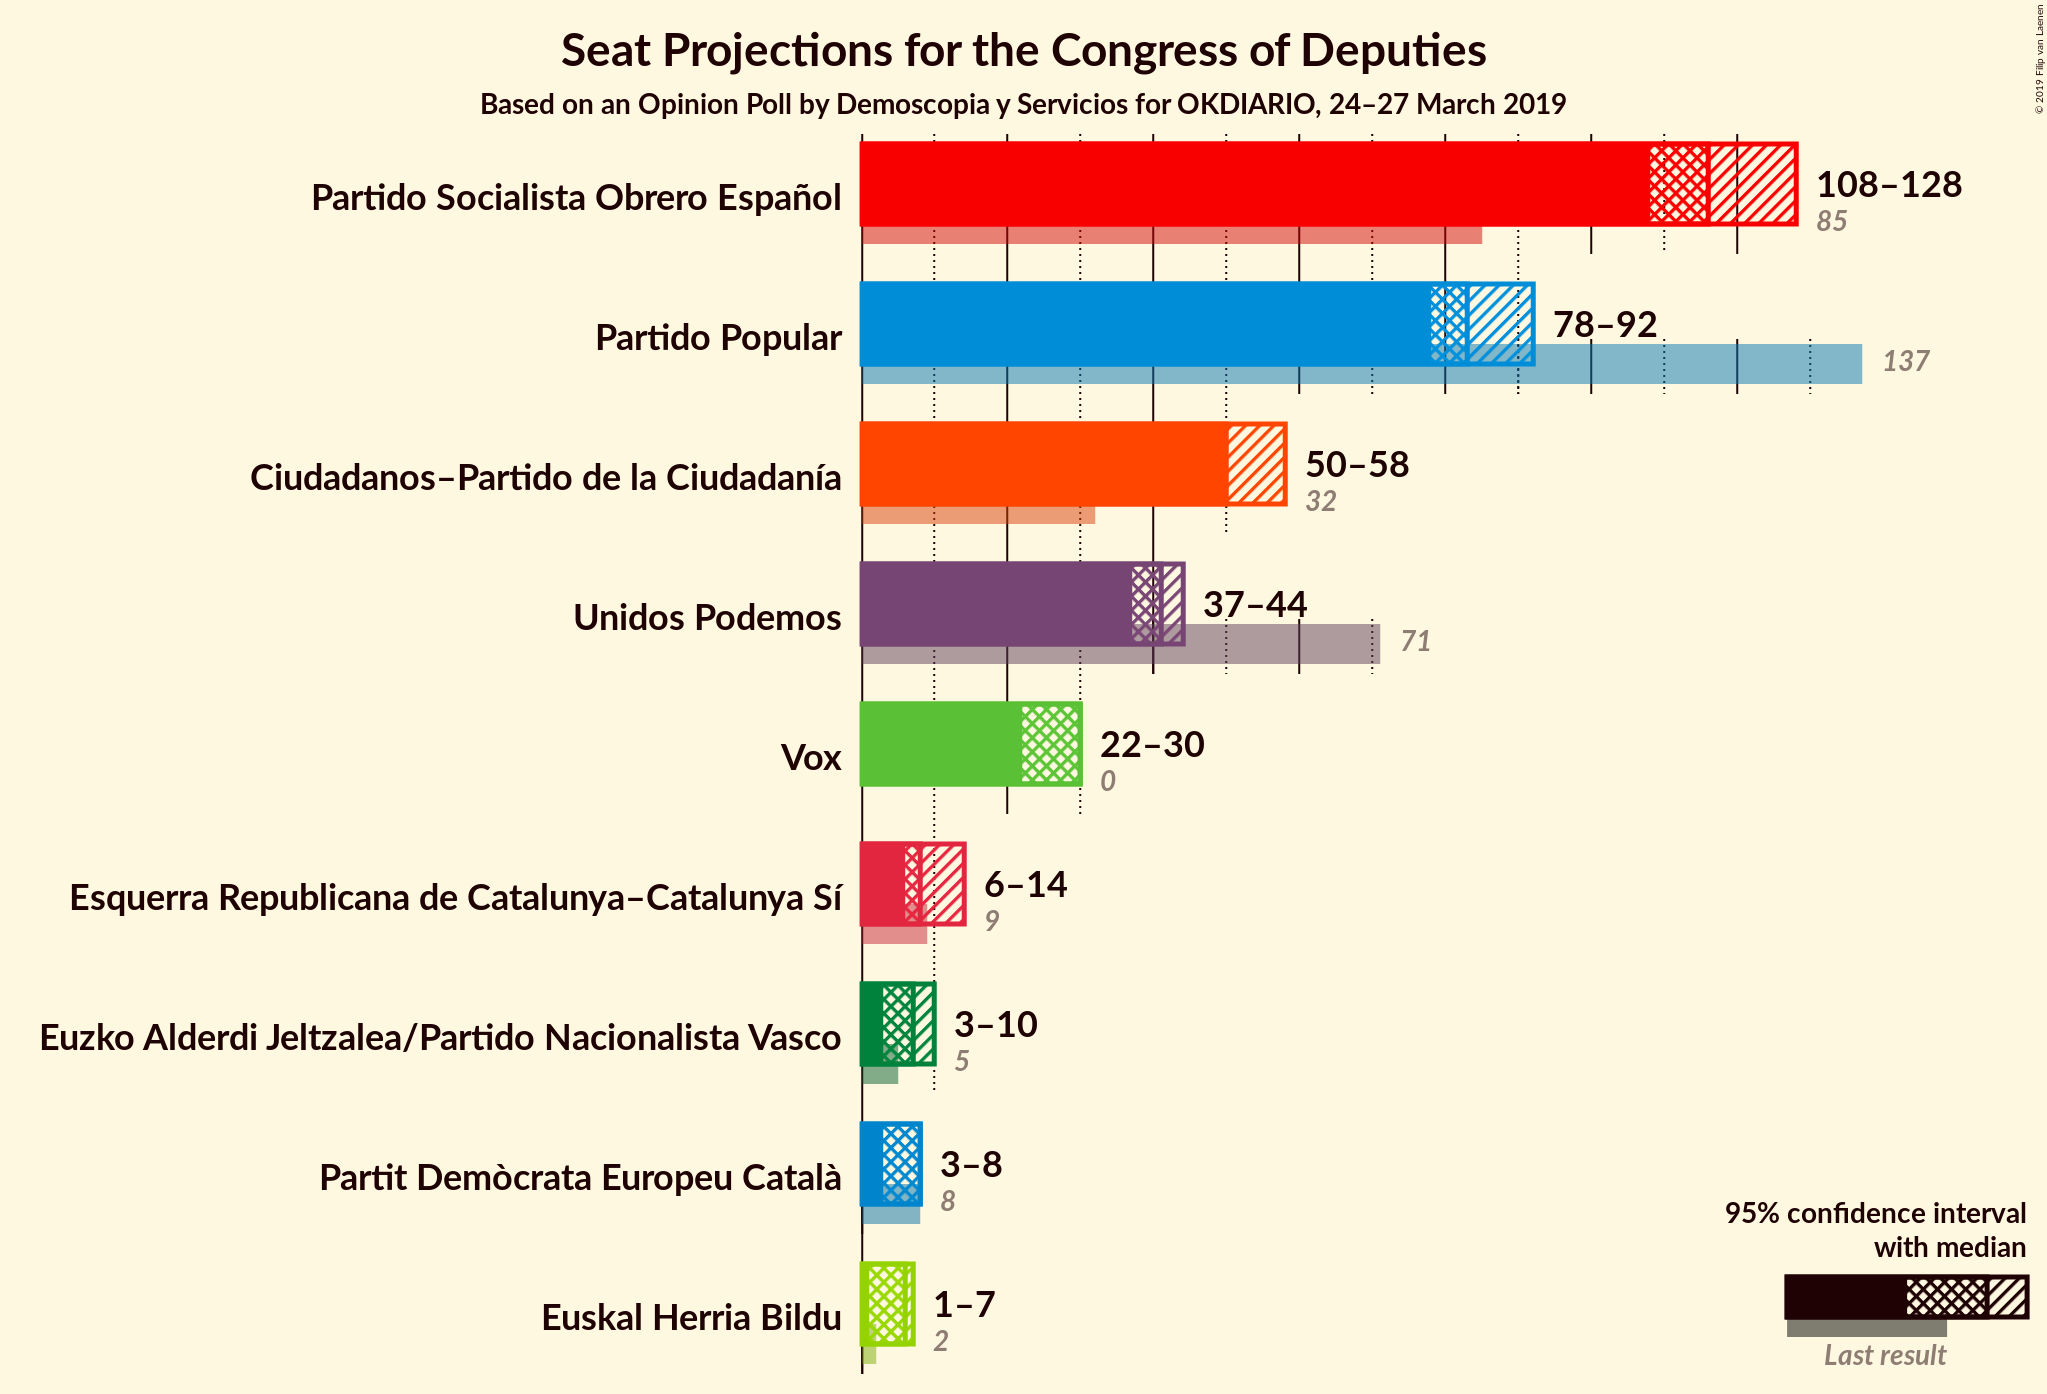 Seat Projections for the Congress of Deputies
Based on an Opinion Poll by Demoscopia y Servicios for OKDIARIO, 24–27 March 2019
© 2019 Filip van Laenen
Partido Socialista Obrero Español
108–128
85
Partido Popular
78–92
137
Ciudadanos–Partido de la Ciudadanía
50–58
32
Unidos Podemos
37–44
71
Vox
22–30
0
Esquerra Republicana de Catalunya–Catalunya Sí
6–14
9
Euzko Alderdi Jeltzalea/Partido Nacionalista Vasco
3–10
5
Partit Demòcrata Europeu Català
3–8
8
Euskal Herria Bildu
1–7
2
95% confidence interval
with median
Last result